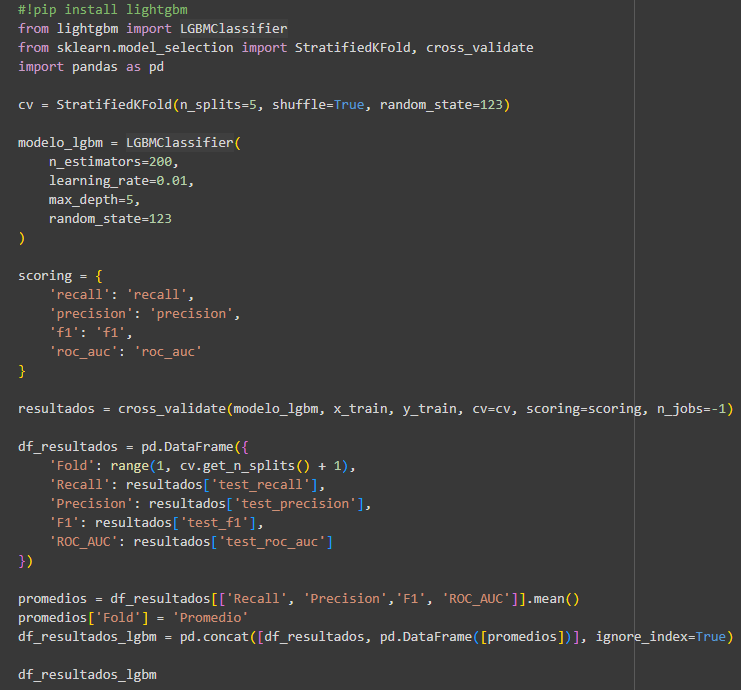 #!pip install lightgbm
from lightgbm import LGBMClassifier
from sklearn.model_selection import StratifiedKFold, cross_validate
import pandas as pd
cv = StratifiedKFold(n_splits=5, shuffle=True, random_state=123)
modelo_lgbm = LGBMClassifier(
    n_estimators=200,
    learning_rate=0.01,
    max_depth=5,
    random_state=123
)
scoring = {
    'recall': 'recall',
    'precision': 'precision',
    'f1': 'f1',
    'roc_auc': 'roc_auc'
}
resultados = cross_validate(modelo_lgbm, x_train, y_train, cv=cv, scoring=scoring, n_jobs=-1)
df_resultados = pd.DataFrame({
    'Fold': range(1, cv.get_n_splits() + 1),
    'Recall': resultados['test_recall'],
    'Precision': resultados['test_precision'],
    'F1': resultados['test_f1'],
    'ROC_AUC': resultados['test_roc_auc']
})
promedios = df_resultados[['Recall', 'Precision','F1', 'ROC_AUC']].mean()
promedios['Fold'] = 'Promedio'
df_resultados_lgbm = pd.concat([df_resultados, pd.DataFrame([promedios])], ignore_index=True)
df_resultados_lgbm